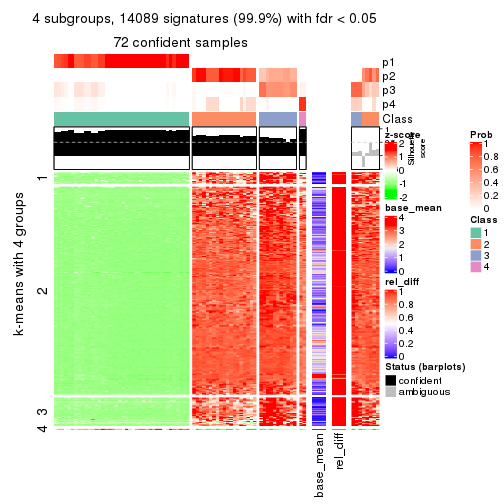 4 subgroups, 14089 signatures (99.9%) with fdr < 0.05
72 confident samples
p1
p2
p3
p4
Class
Silhouette
score
1
k-means with 4 groups
1
2
3
4
base_mean
rel_diff
z-score
2
1
0
-1
-2
base_mean
4
3
2
1
0
rel_diff
1
0.8
0.6
0.4
0.2
0
Status (barplots)
confident
ambiguous
Prob
1
0.8
0.6
0.4
0.2
0
Class
1
2
3
4